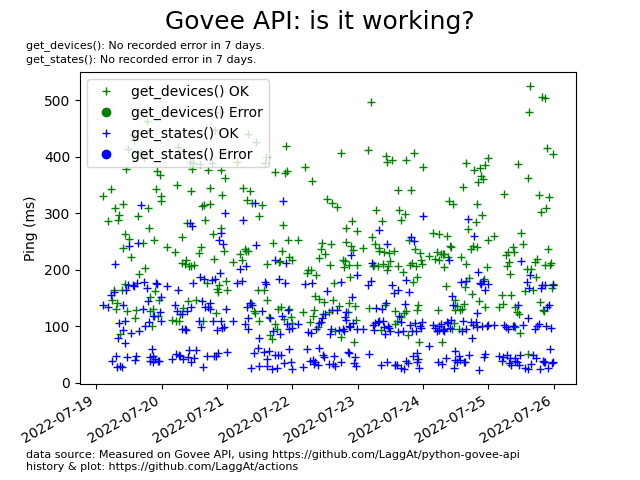 Govee API: is it working?
get_devices(): No recorded error in 7 days.
get_states(): No recorded error in 7 days.
get_devices() OK
get_devices() Error
get_states() OK
get_states() Error
Ping (ms)
500
400
300
200
100
0
2022-07-19
2022-07-20
2022-07-21
2022-07-22
2022-07-23
2022-07-24
2022-07-25
2022-07-26
data source: Measured on Govee API, using https://github.com/LaggAt/python-govee-api
history & plot: https://github.com/LaggAt/actions